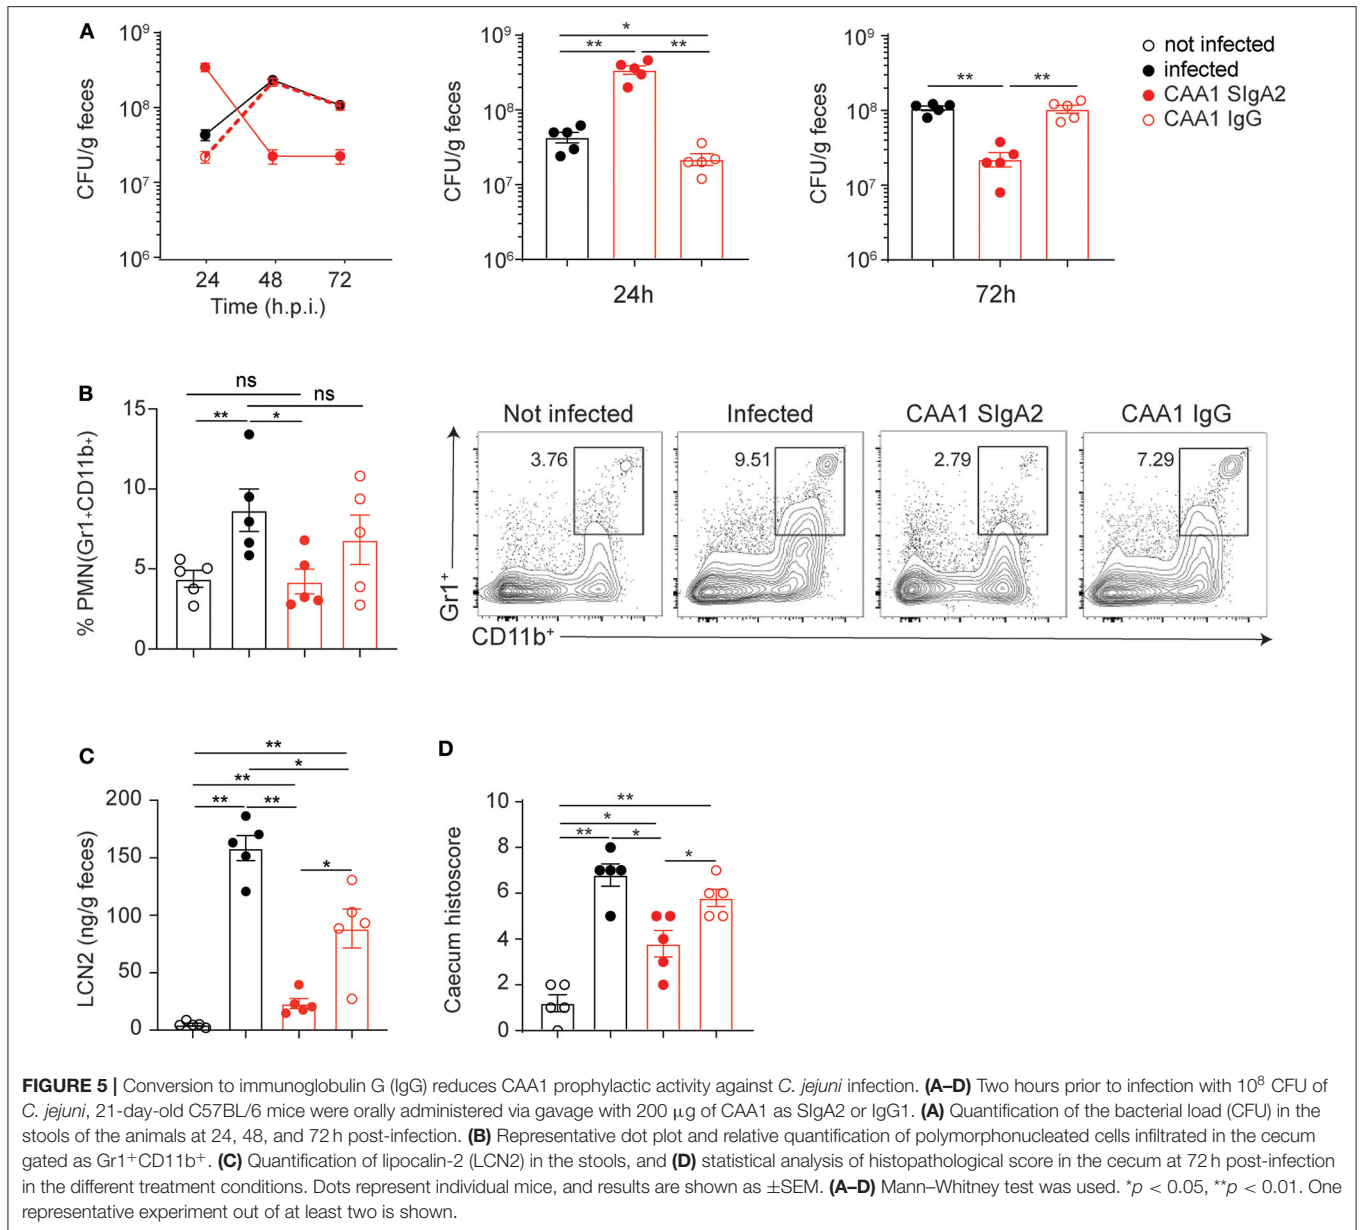 A
CFU/g feces
10⁹
10⁸
10⁷
10⁶
24 48 72
Time (h.p.i.)
CFU/g feces
10⁹
10⁸
10⁷
10⁶
*
** **
24h
CFU/g feces
10⁹
10⁸
10⁷
10⁶
** **
72h
not infected
infected
CAA1 SIgA2
CAA1 IgG
B
% PMN(Gr1+CD11b+)
15
10
5
0
ns
ns
** *
Not infected Infected CAA1 SIgA2 CAA1 IgG
3.76 9.51 2.79 7.29
Gr1⁺
CD11b⁺
C
LCN2 (ng/g feces)
200
150
100
50
0
**
*
**
** **
*
D
Caecum histoscore
10
8
6
4
2
0
**
*
** *
*
FIGURE 5 | Conversion to immunoglobulin G (IgG) reduces CAA1 prophylactic activity against C. jejuni infection. (A–D) Two hours prior to infection with 10⁸ CFU of
C. jejuni, 21-day-old C57BL/6 mice were orally administered via gavage with 200 μg of CAA1 as SIgA2 or IgG1. (A) Quantification of the bacterial load (CFU) in the
stools of the animals at 24, 48, and 72 h post-infection. (B) Representative dot plot and relative quantification of polymorphonucleated cells infiltrated in the cecum
gated as Gr1⁺CD11b⁺. (C) Quantification of lipocalin-2 (LCN2) in the stools, and (D) statistical analysis of histopathological score in the cecum at 72 h post-infection
in the different treatment conditions. Dots represent individual mice, and results are shown as ±SEM. (A–D) Mann–Whitney test was used. *p < 0.05, **p < 0.01. One
representative experiment out of at least two is shown.